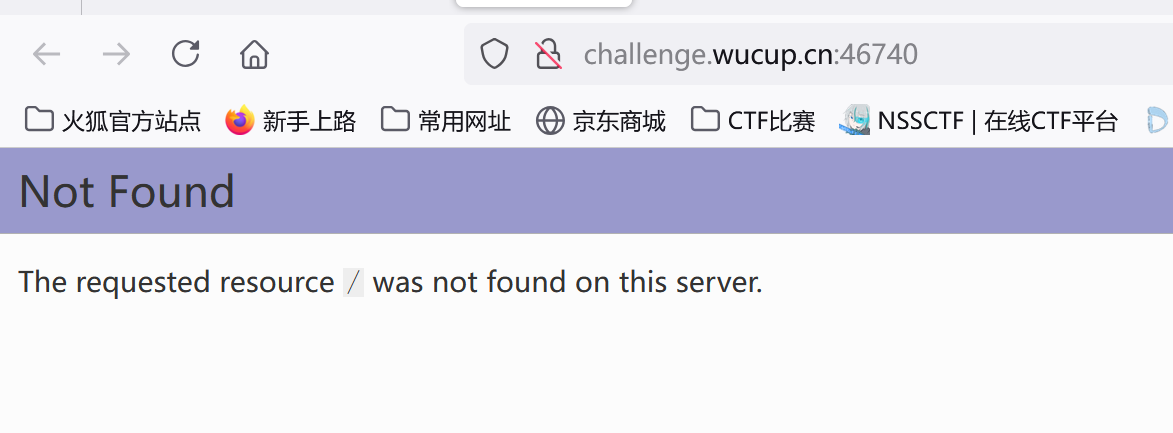 challenge.wucup.cn:46740
火狐官方站点 新手上路 常用网址 京东商城 CTF比赛 NSSCTF | 在线CTF平台
Not Found
The requested resource / was not found on this server.